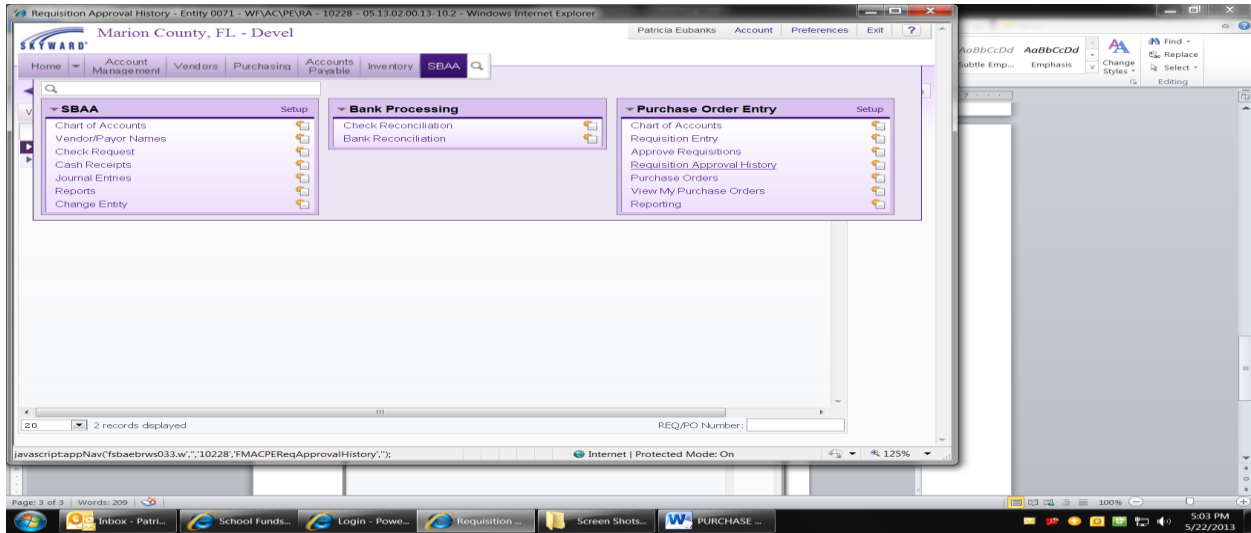 Requisition Approval History - Entity 0071 - WF\AC\PE\RA - 10228 - 05.13.02.00.13-10.2 - Windows Internet Explorer
SKYWARD
Marion County, FL - Devel
Patricia Eubanks Account Preferences Exit ?
Home Account Management Vendors Purchasing Accounts Payable Inventory SBAA
SBAA Setup
Chart of Accounts
Vendor/Payor Names
Check Request
Cash Receipts
Journal Entries
Reports
Change Entity
Bank Processing
Check Reconciliation
Bank Reconciliation
Purchase Order Entry Setup
Chart of Accounts
Requisition Entry
Approve Requisitions
Requisition Approval History
Purchase Orders
View My Purchase Orders
Reporting
20 2 records displayed REQ/PO Number:
javascript:appNav('fsbaebrws033.w','','10228','FMACPEReqApprovalHistory','');
Internet | Protected Mode: On 125%
AaBbCcDd AaBbCcDd
Subtle Emp... Emphasis
Change Styles
Find
Replace
Select
Editing
Page: 3 of 3 Words: 209 100%
Inbox - Patri... School Funds... Login - Powe... Requisition ... Screen Shots... PURCHASE ...
5:03 PM
5/22/2013